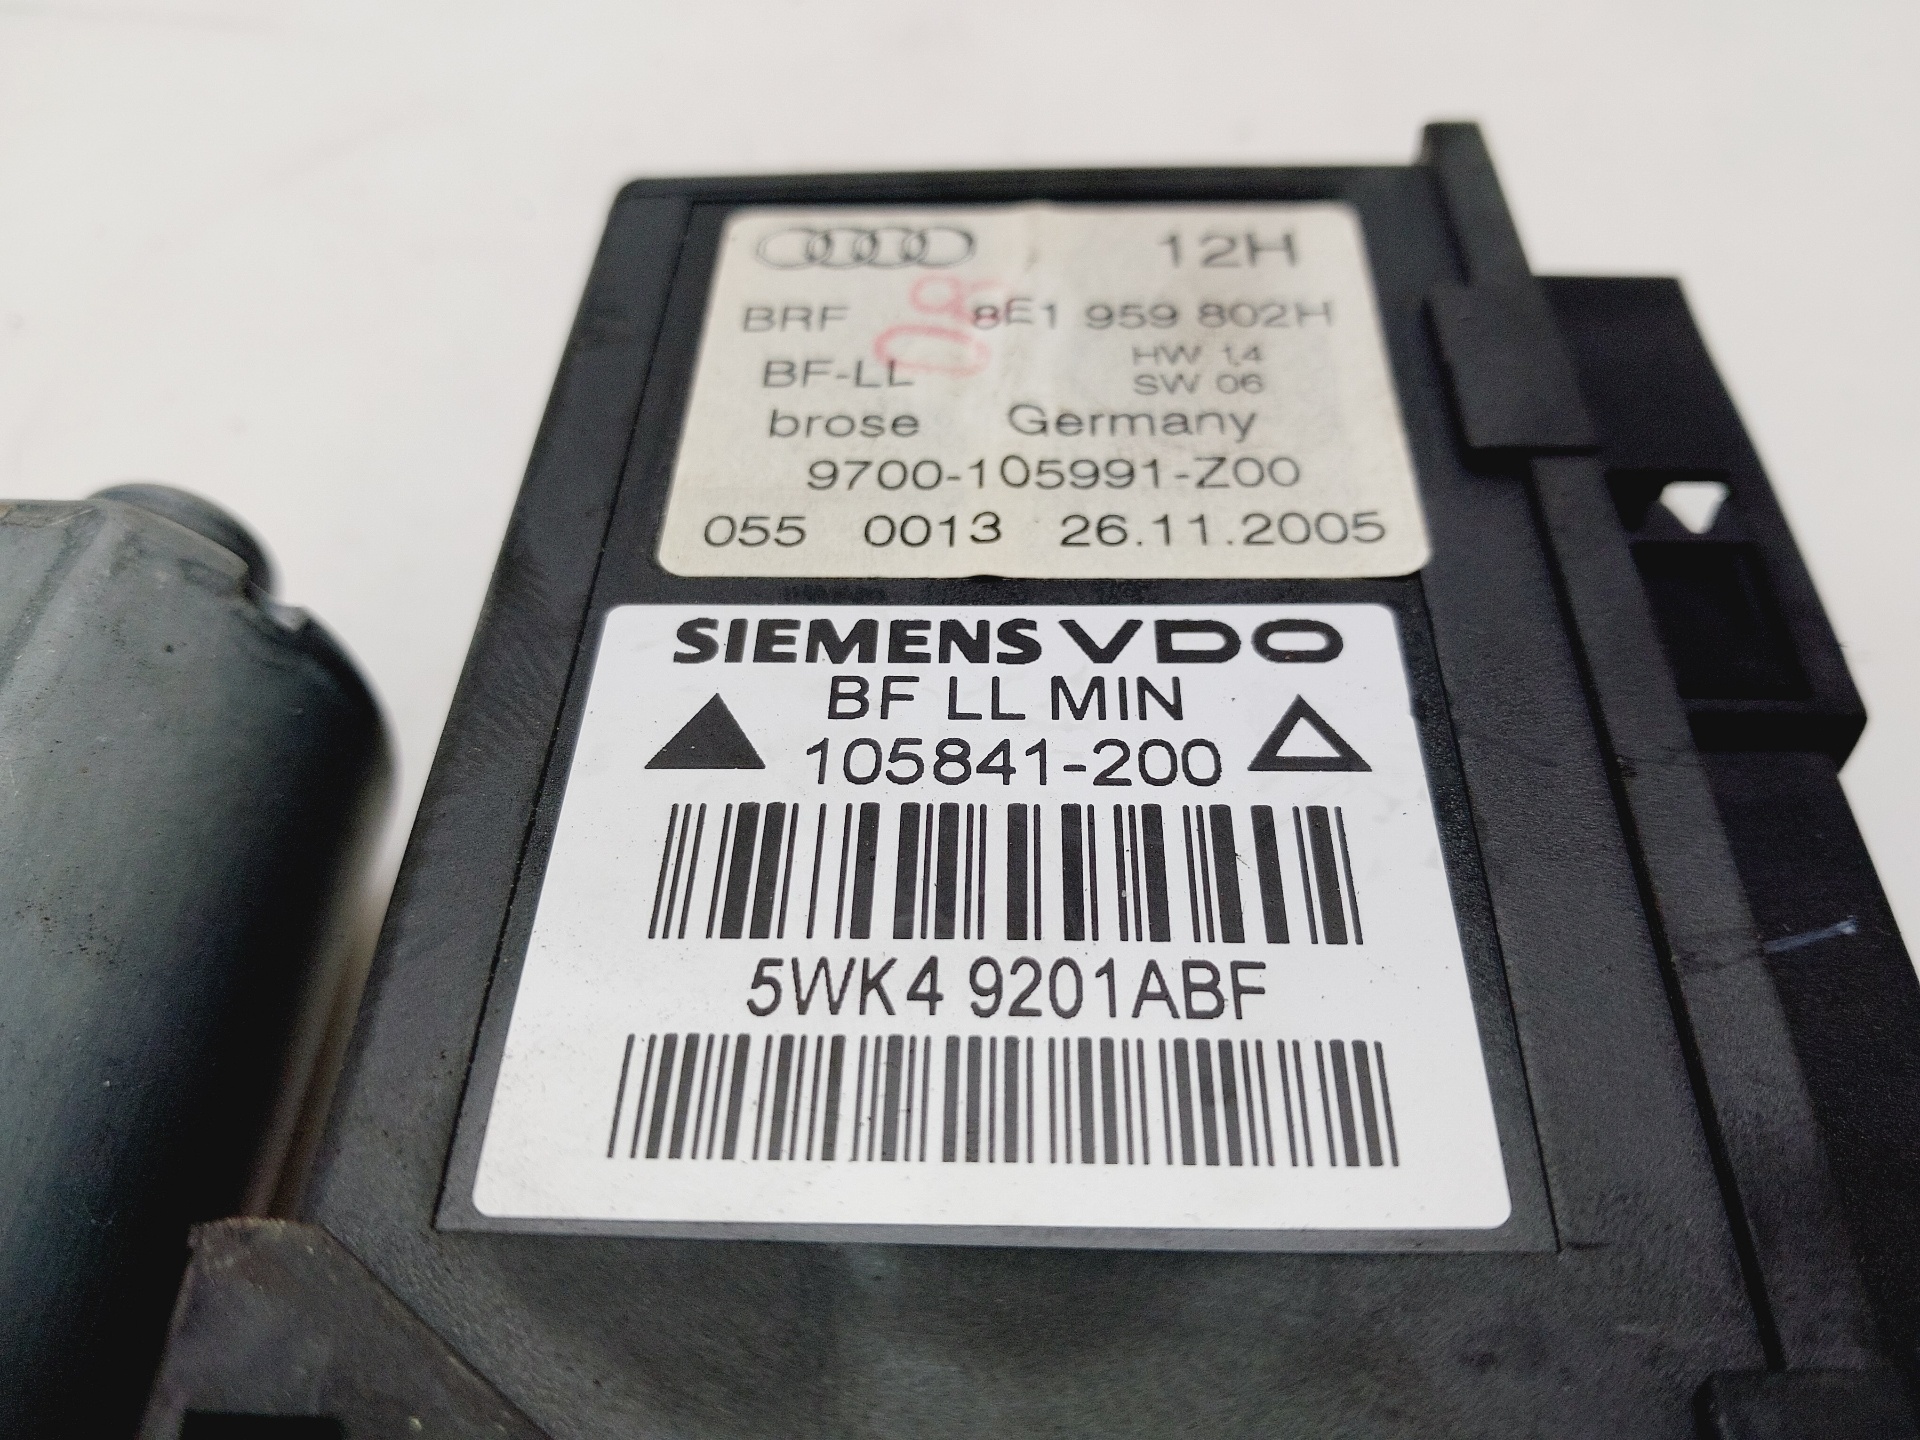 12H
BRF 8E1 959 802H
08
BF-LL HW 1,4
SW 06
brose Germany
9700-105991-Z00
055 0013 26.11.2005
SIEMENS VDO
BF LL MIN
105841-200
5WK4 9201ABF